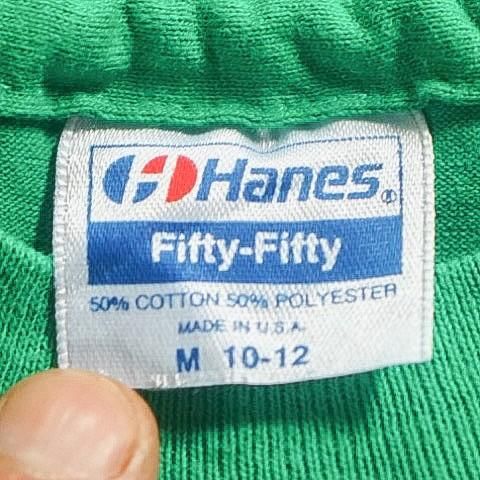 Hanes®
Fifty-Fifty
50% COTTON 50% POLYESTER
MADE IN U.S.A.
M 10-12